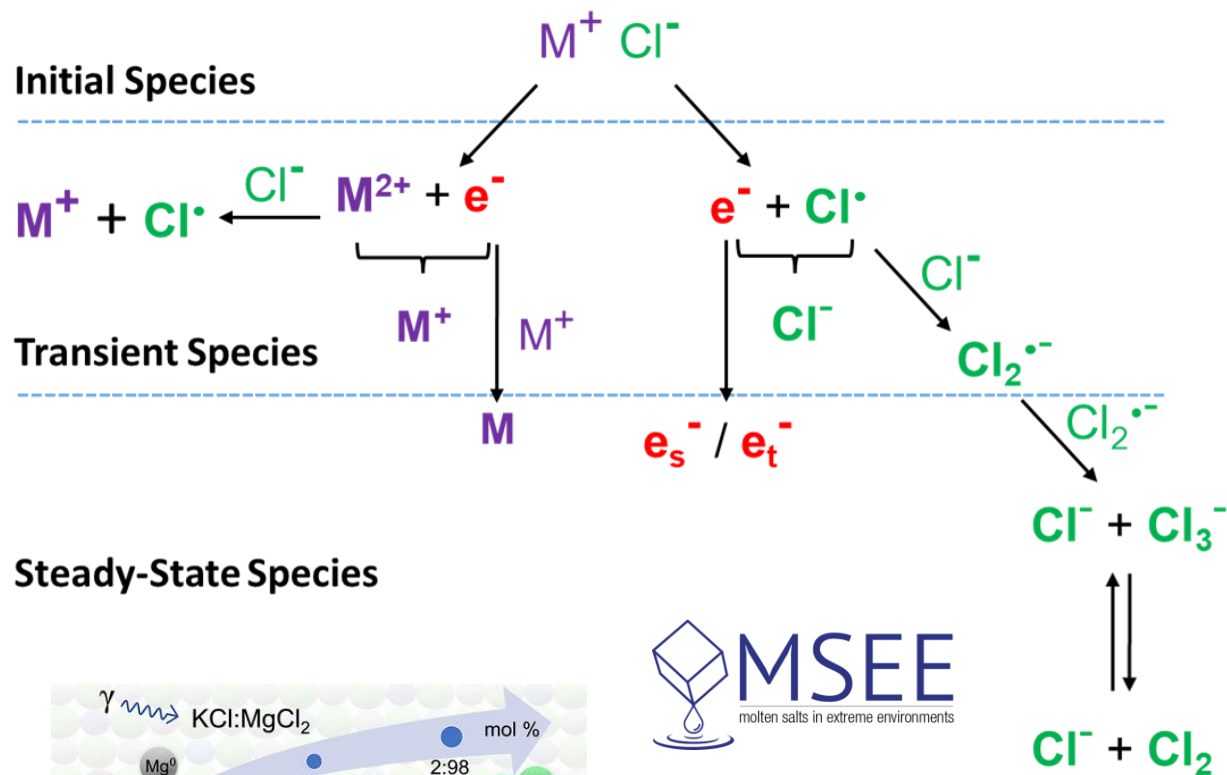 M⁺ Cl⁻
Initial Species
M⁺ + Cl• Cl⁻ M²⁺ + e⁻
e⁻ + Cl•
Cl⁻
M⁺
M⁺
Cl⁻
Transient Species
Cl₂•⁻
M
eₛ⁻ / eₜ⁻
Cl₂•⁻
Cl⁻ + Cl₃⁻
Steady-State Species
MSEE
molten salts in extreme environments
Cl⁻ + Cl₂
γ KCl:MgCl₂
mol %
Mg⁰
2:98